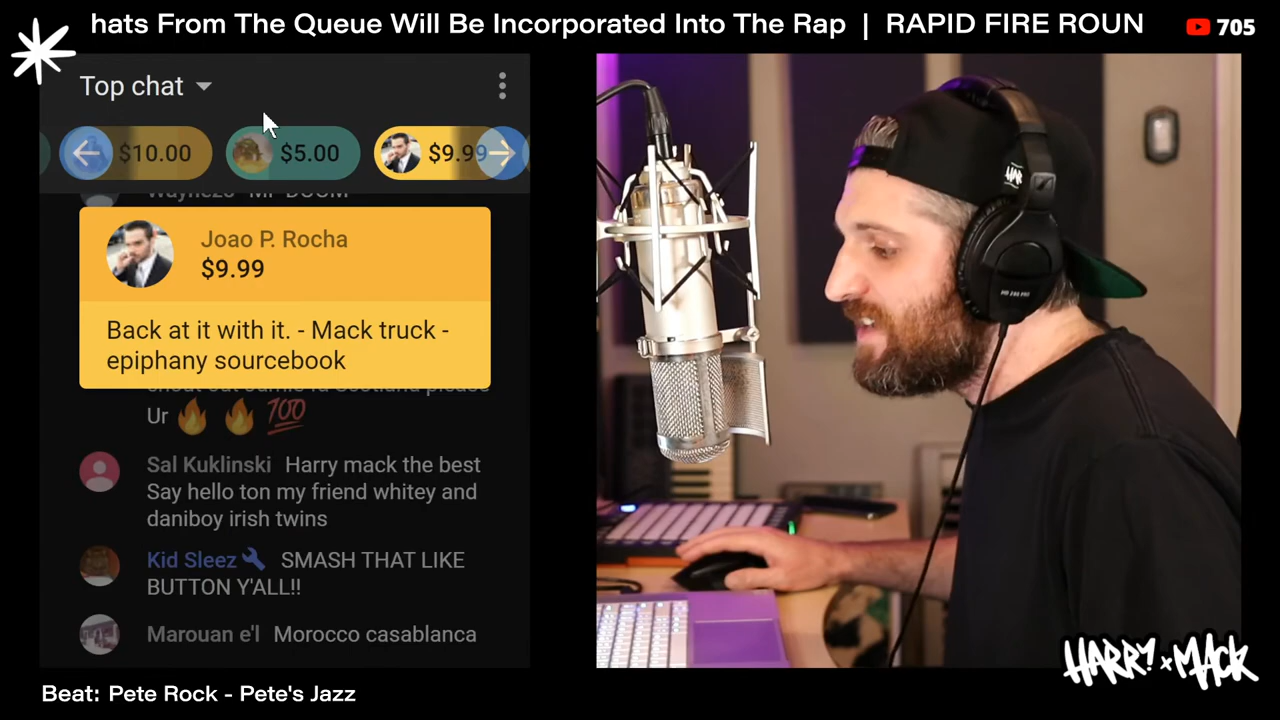 hats From The Queue Will Be Incorporated Into The Rap | RAPID FIRE ROUN
705
Top chat
$10.00
$5.00
$9.99
MF DOOM
Joao P. Rocha
$9.99
Back at it with it. - Mack truck -
epiphany sourcebook
Ur 🔥 🔥 💯
Sal Kuklinski Harry mack the best
Say hello ton my friend whitey and
daniboy irish twins
Kid Sleez SMASH THAT LIKE
BUTTON Y'ALL!!
Marouan e'l Morocco casablanca
HARRY MACK
Beat: Pete Rock - Pete's Jazz